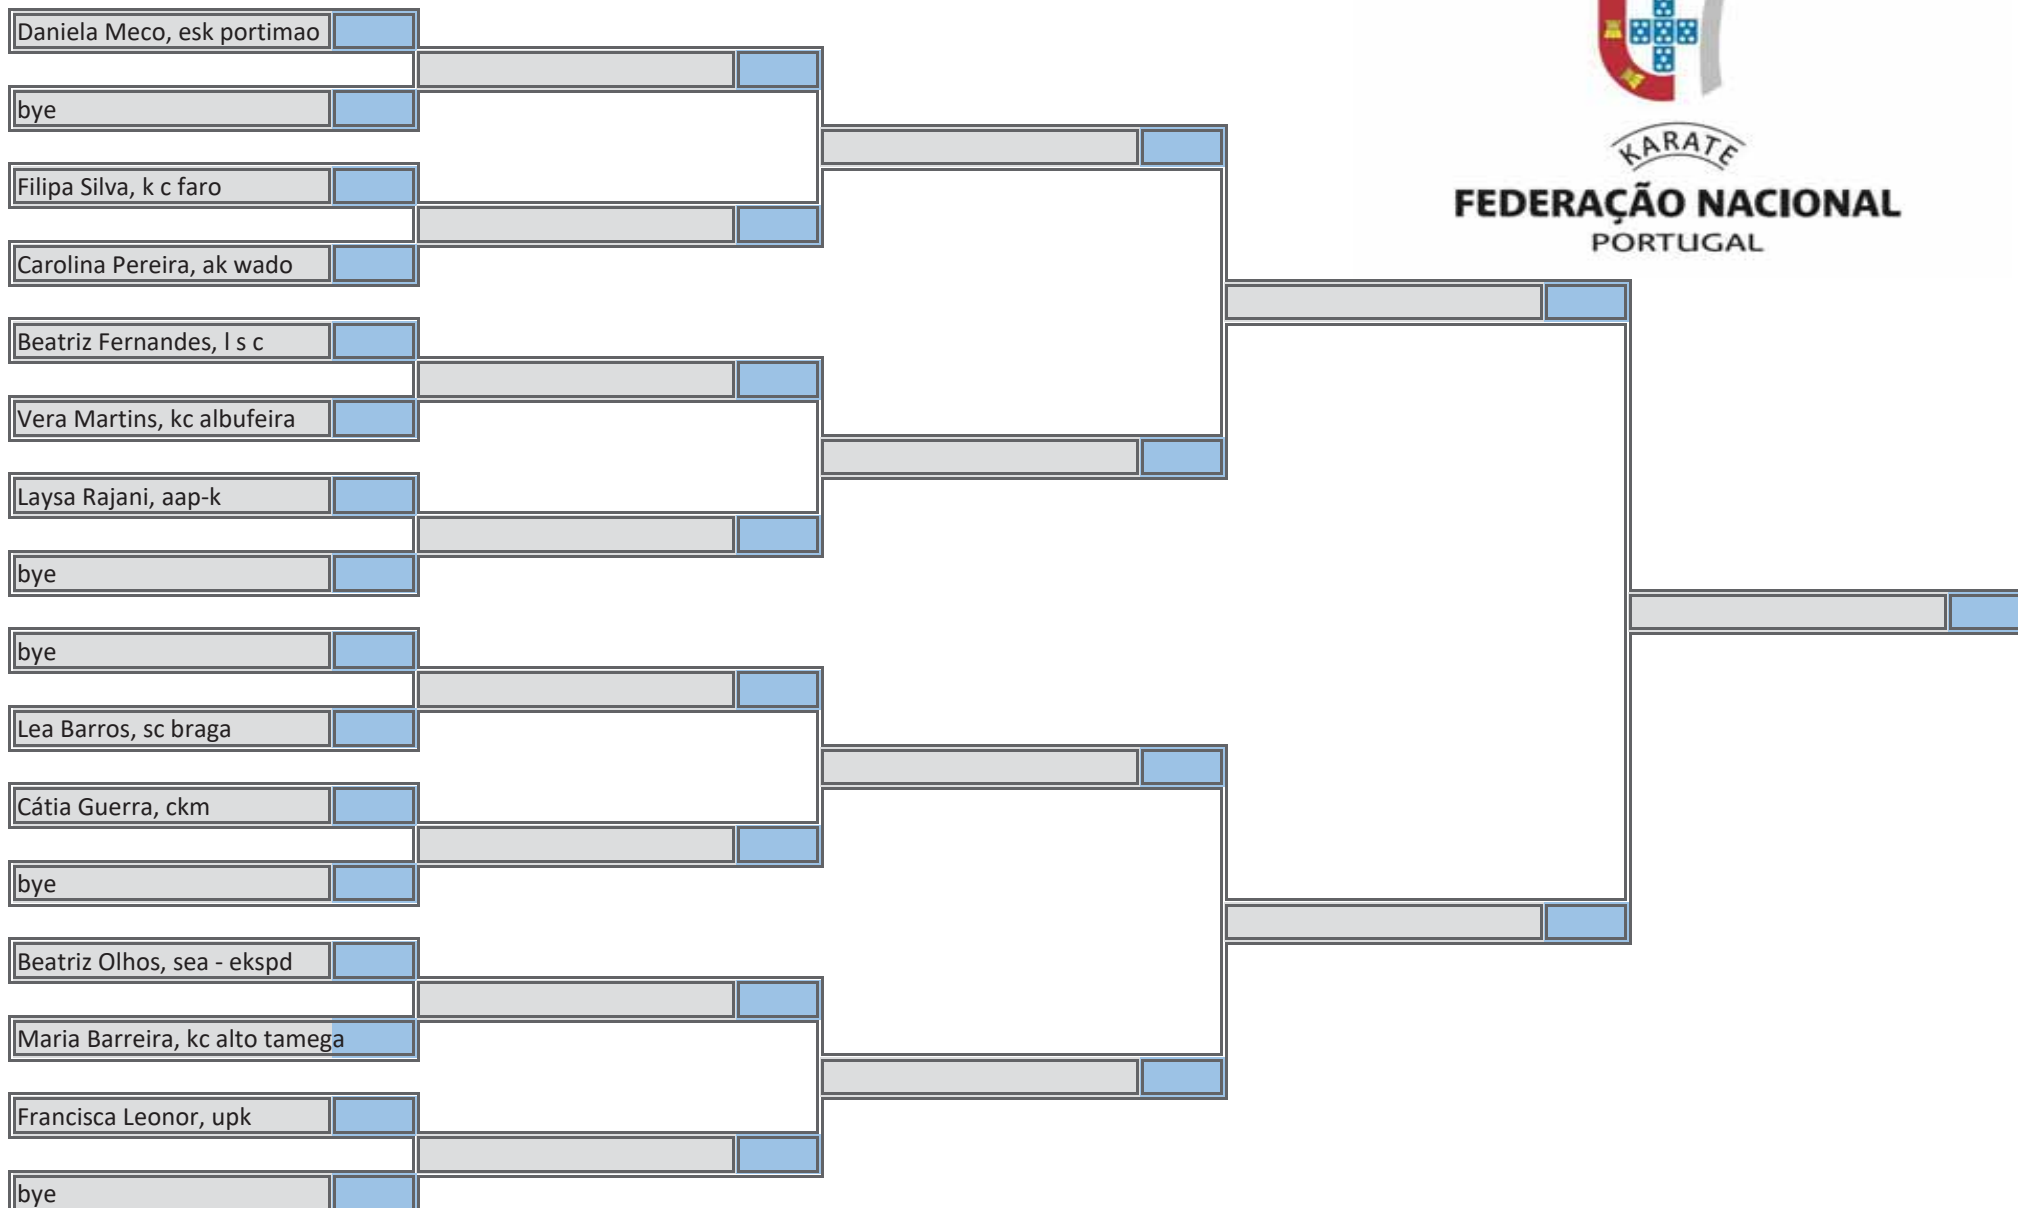 Daniela Meco, esk portimao
bye
Filipa Silva, k c faro
Carolina Pereira, ak wado
Beatriz Fernandes, l s c
Vera Martins, kc albufeira
Laysa Rajani, aap-k
bye
bye
Lea Barros, sc braga
Cátia Guerra, ckm
bye
Beatriz Olhos, sea - ekspd
Maria Barreira, kc alto tamega
Francisca Leonor, upk
bye
KARATE
FEDERAÇÃO NACIONAL
PORTUGAL